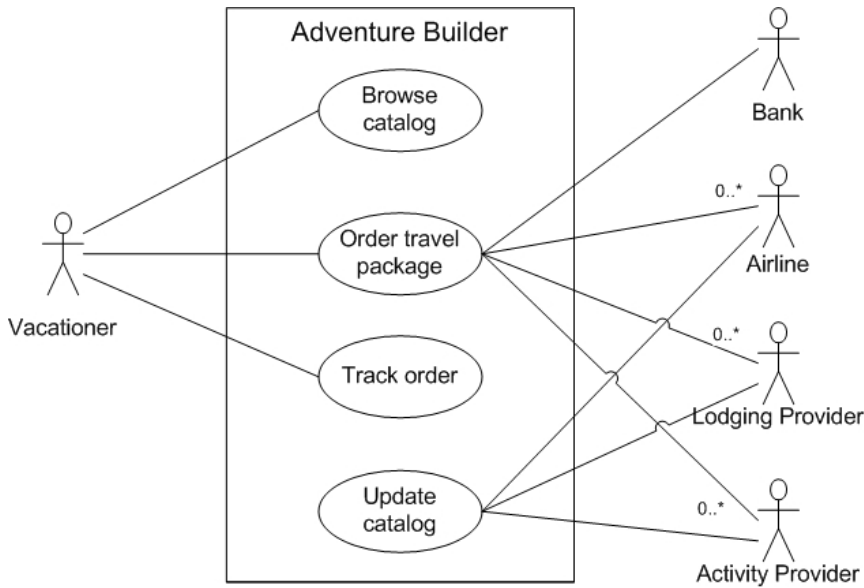 Adventure Builder
Browse
catalog
Bank
0..*
Order travel
package
Airline
Vacationer
0..*
Track order
Lodging Provider
Update
catalog
0..*
Activity Provider